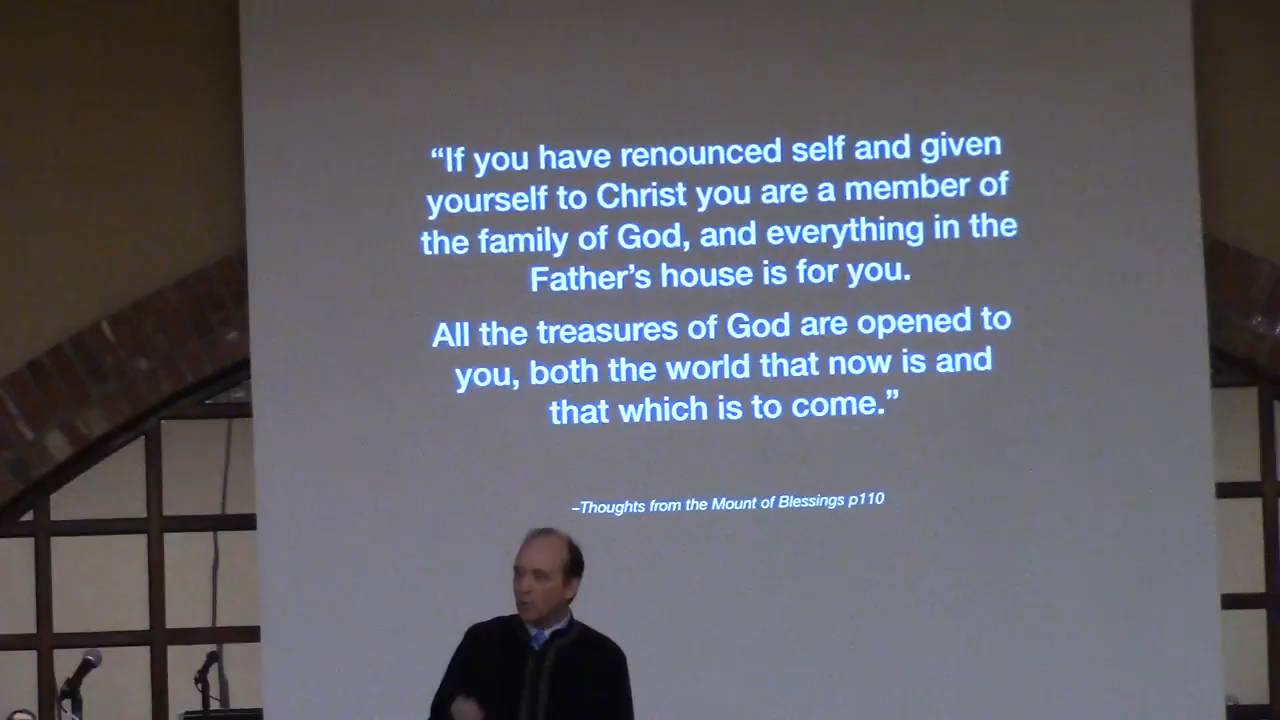 “If you have renounced self and given
yourself to Christ you are a member of
the family of God, and everything in the
Father’s house is for you.
All the treasures of God are opened to
you, both the world that now is and
that which is to come.”
–Thoughts from the Mount of Blessings p110